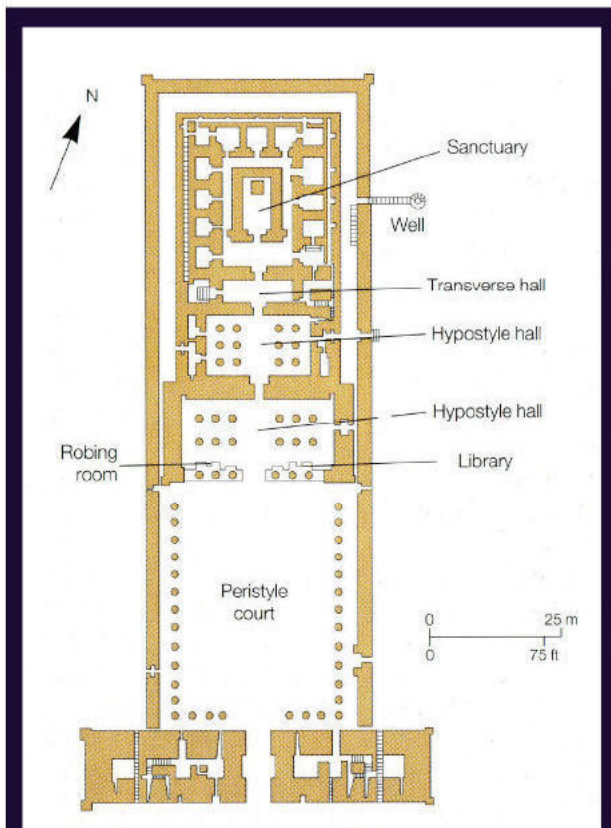 N
Sanctuary
Well
Transverse hall
Hypostyle hall
Hypostyle hall
Robing
room
Library
Peristyle
court
0 25 m
0 75 ft